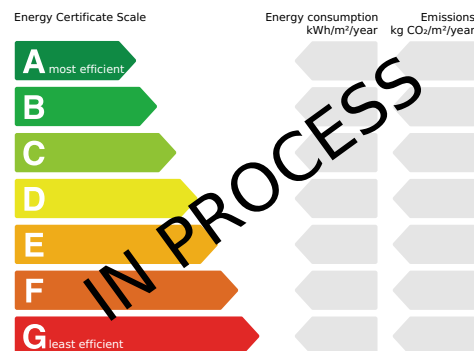 Energy Certificate Scale
Energy consumption
kWh/m²/year
Emissions
kg CO₂/m²/year
A most efficient
B
C
D
E
F
G least efficient
IN PROCESS